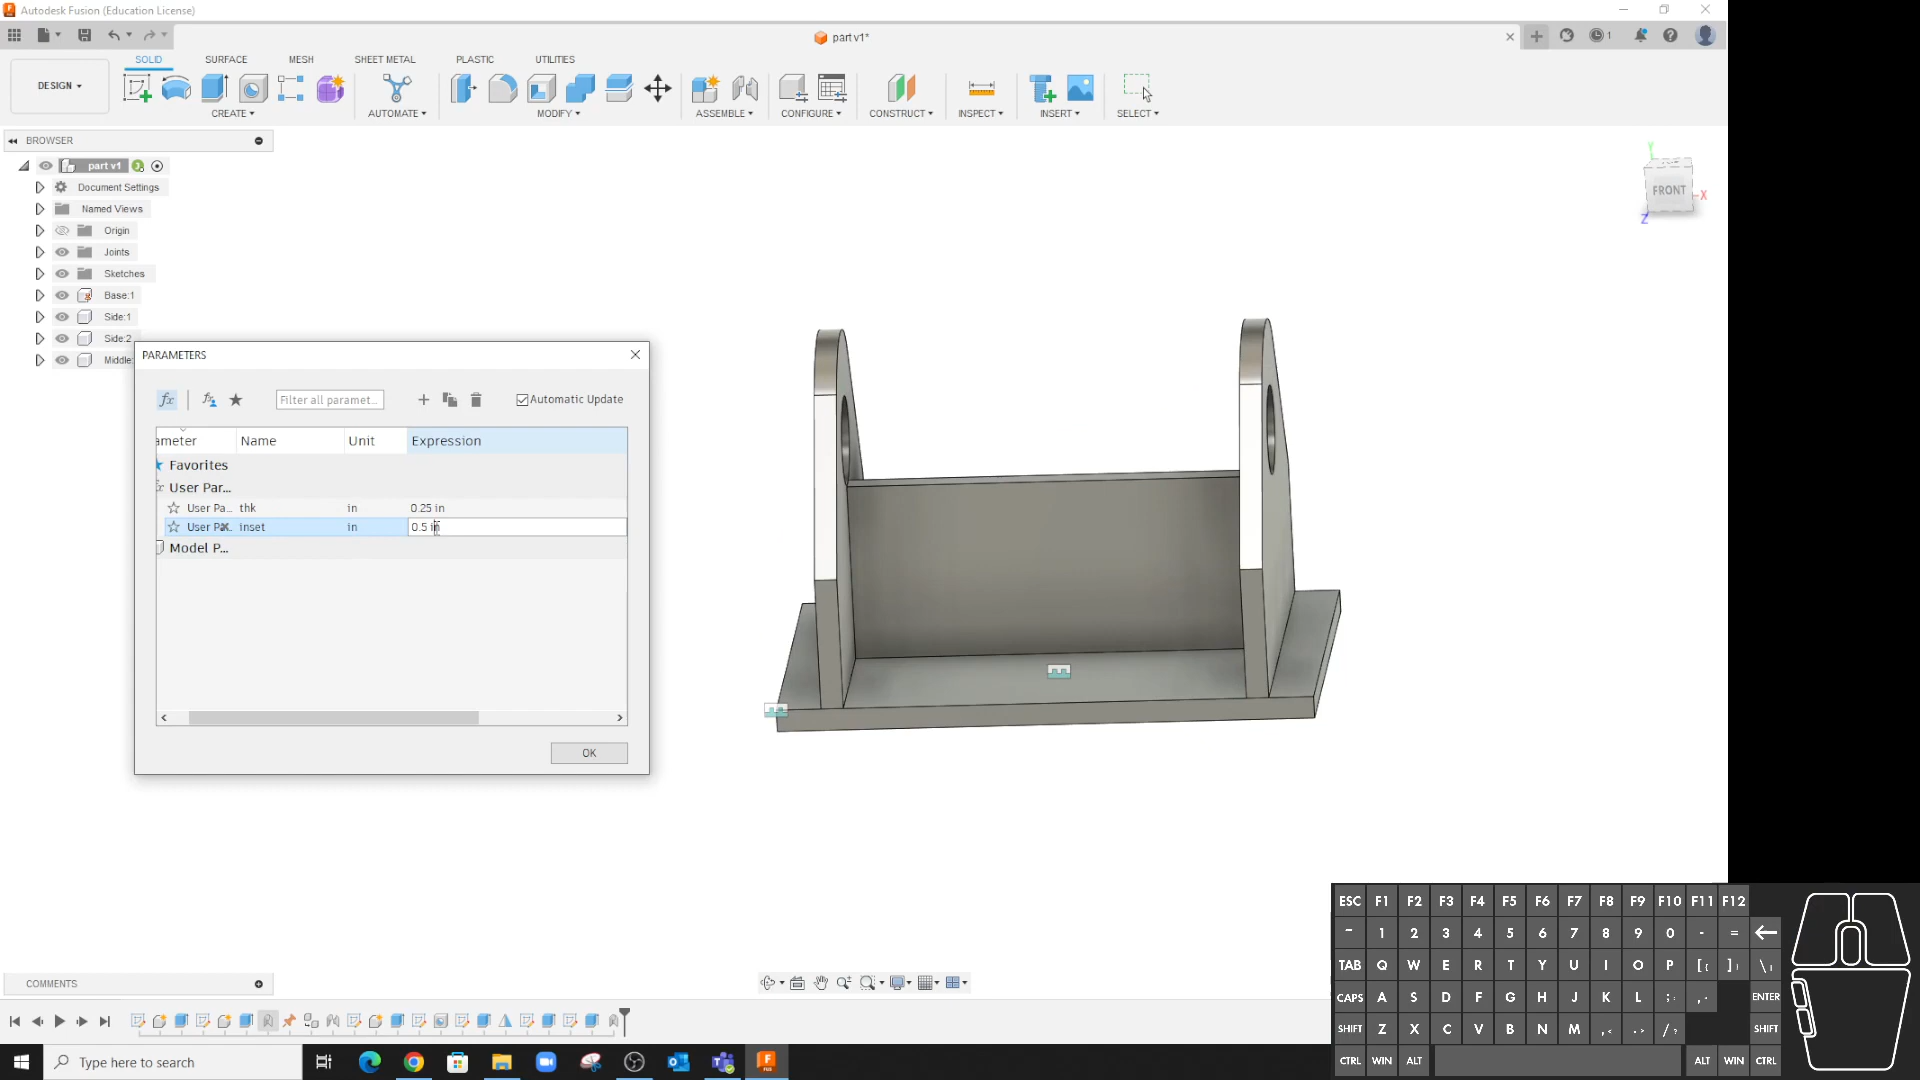 Autodesk Fusion (Education License)
part v1*
1
DESIGN
SOLID
SURFACE
MESH
SHEET METAL
PLASTIC
UTILITIES
CREATE
AUTOMATE
MODIFY
ASSEMBLE
CONFIGURE
CONSTRUCT
INSPECT
INSERT
SELECT
BROWSER
part v1
Document Settings
Named Views
Origin
Joints
Sketches
Base:1
Side:1
Side:2
Middle:
Y
FRONT
X
Z
PARAMETERS
fx
Filter all paramet...
Automatic Update
ameter Name Unit Expression
Favorites
User Par...
User Pa... thk in 0.25 in
User Pa.. inset in 0.5 in
Model P...
OK
COMMENTS
Type here to search
ESC F1 F2 F3 F4 F5 F6 F7 F8 F9 F10 F11 F12
1 2 3 4 5 6 7 8 9 0 - =
TAB Q W E R T Y U I O P
CAPS A S D F G H J K L ENTER
SHIFT Z X C V B N M SHIFT
CTRL WIN ALT ALT WIN CTRL